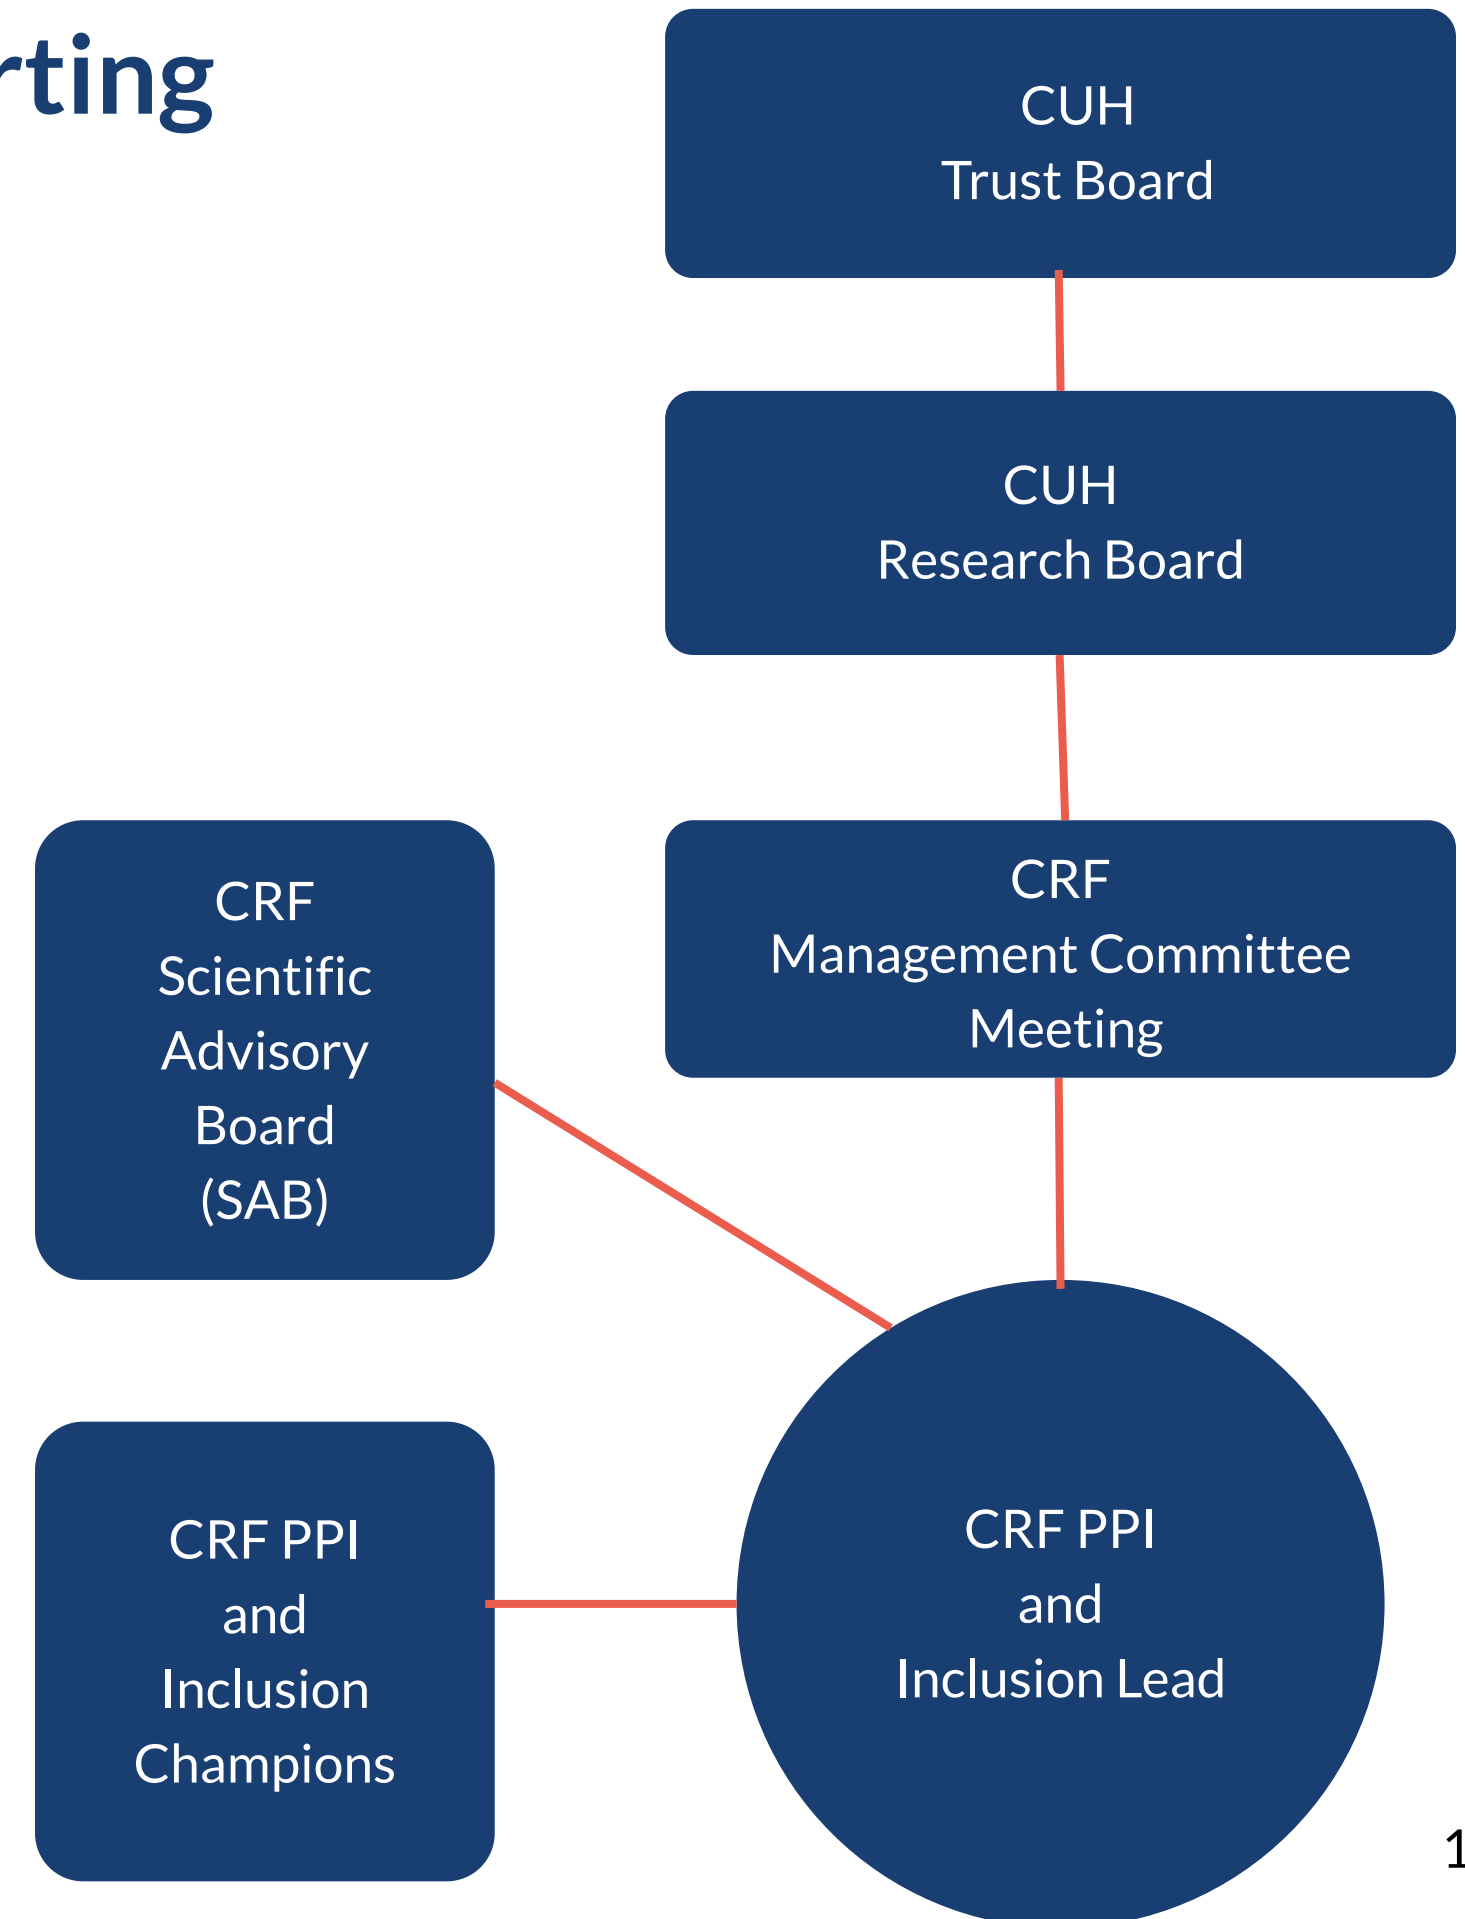 rting
CUH
Trust Board
CUH
Research Board
CRF
Management Committee
Meeting
CRF
Scientific
Advisory
Board
(SAB)
CRF PPI
and
Inclusion
Champions
CRF PPI
and
Inclusion Lead
1